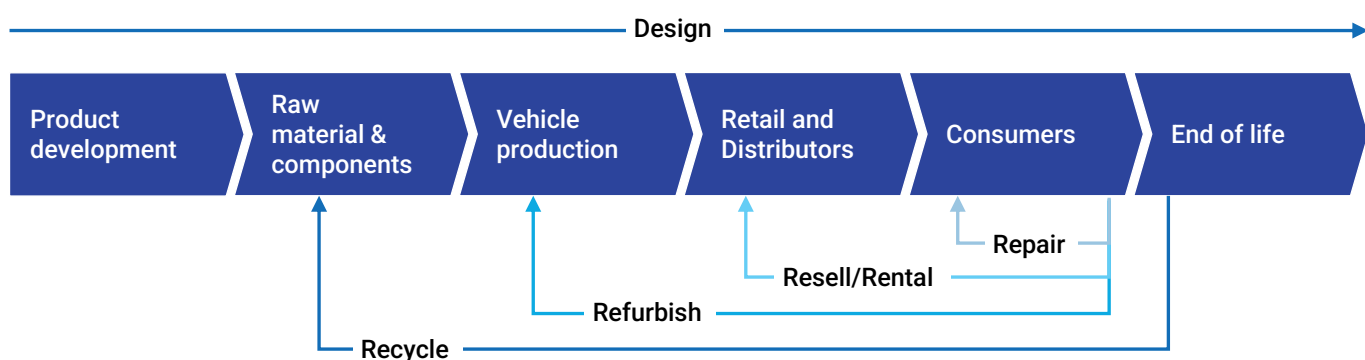 Design
Product
development
Raw
material &
components
Vehicle
production
Retail and
Distributors
Consumers
End of life
Repair
Resell/Rental
Refurbish
Recycle